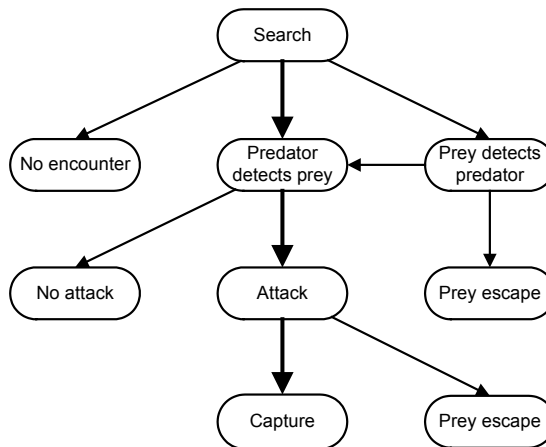 Search
No encounter
Predator
detects prey
Prey detects
predator
No attack
Attack
Prey escape
Capture
Prey escape